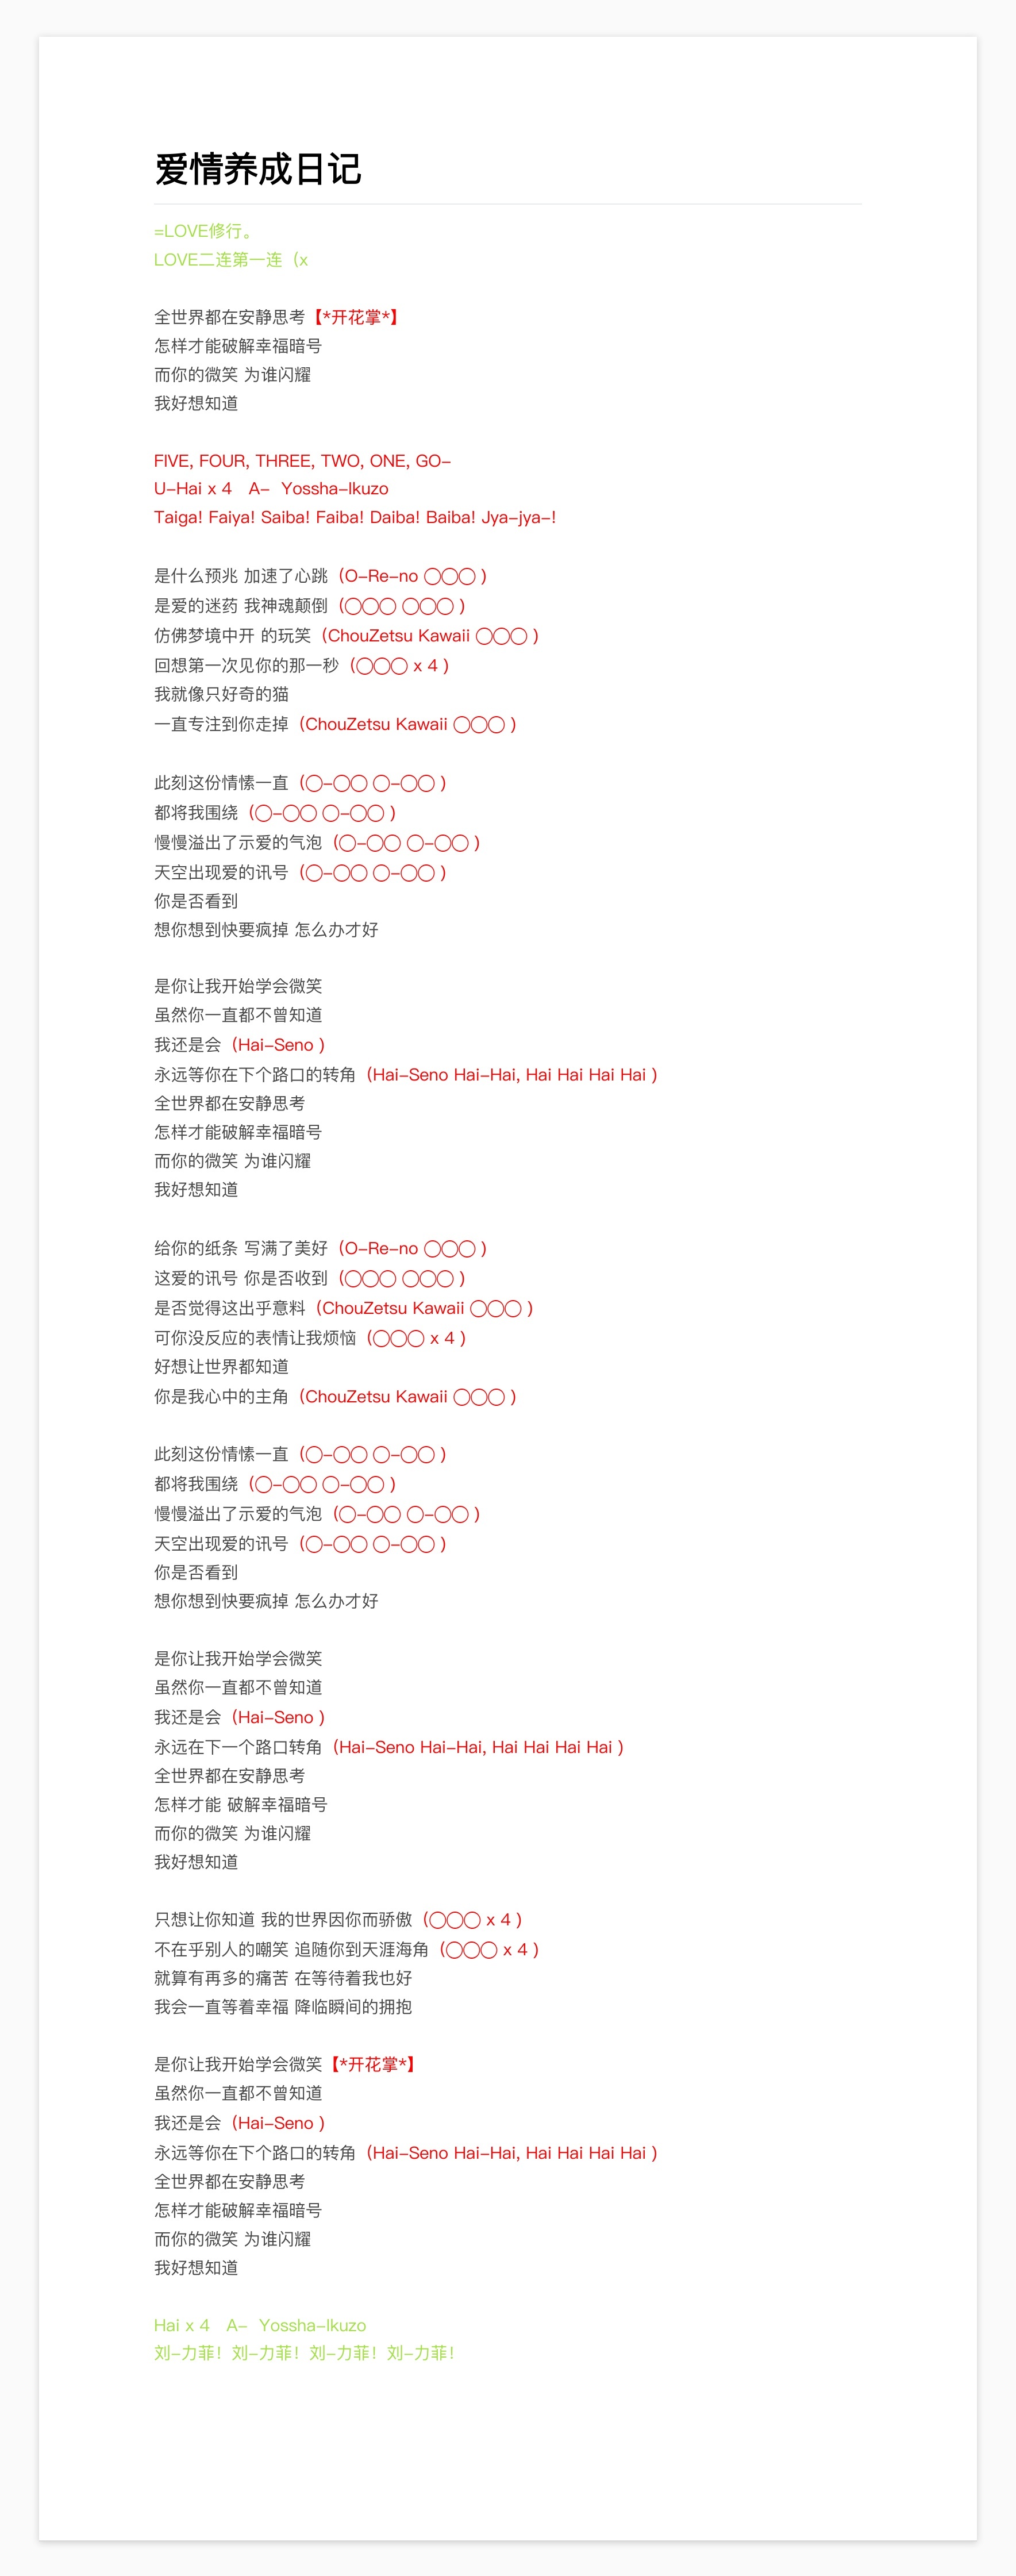 爱情养成日记
=LOVE修行。
LOVE二连第一连（x
全世界都在安静思考【*开花掌*】
怎样才能破解幸福暗号
而你的微笑 为谁闪耀
我好想知道
FIVE, FOUR, THREE, TWO, ONE, GO-
U-Hai x 4   A-  Yossha-Ikuzo
Taiga! Faiya! Saiba! Faiba! Daiba! Baiba! Jya-jya-!
是什么预兆 加速了心跳（O-Re-no ◯◯◯ ）
是爱的迷药 我神魂颠倒（◯◯◯ ◯◯◯ ）
仿佛梦境中开 的玩笑（ChouZetsu Kawaii ◯◯◯ ）
回想第一次见你的那一秒（◯◯◯ x 4 ）
我就像只好奇的猫
一直专注到你走掉（ChouZetsu Kawaii ◯◯◯ ）
此刻这份情愫一直（◯-◯◯ ◯-◯◯ ）
都将我围绕（◯-◯◯ ◯-◯◯ ）
慢慢溢出了示爱的气泡（◯-◯◯ ◯-◯◯ ）
天空出现爱的讯号（◯-◯◯ ◯-◯◯ ）
你是否看到
想你想到快要疯掉 怎么办才好
是你让我开始学会微笑
虽然你一直都不曾知道
我还是会（Hai-Seno ）
永远等你在下个路口的转角（Hai-Seno Hai-Hai, Hai Hai Hai Hai ）
全世界都在安静思考
怎样才能破解幸福暗号
而你的微笑 为谁闪耀
我好想知道
给你的纸条 写满了美好（O-Re-no ◯◯◯ ）
这爱的讯号 你是否收到（◯◯◯ ◯◯◯ ）
是否觉得这出乎意料（ChouZetsu Kawaii ◯◯◯ ）
可你没反应的表情让我烦恼（◯◯◯ x 4 ）
好想让世界都知道
你是我心中的主角（ChouZetsu Kawaii ◯◯◯ ）
此刻这份情愫一直（◯-◯◯ ◯-◯◯ ）
都将我围绕（◯-◯◯ ◯-◯◯ ）
慢慢溢出了示爱的气泡（◯-◯◯ ◯-◯◯ ）
天空出现爱的讯号（◯-◯◯ ◯-◯◯ ）
你是否看到
想你想到快要疯掉 怎么办才好
是你让我开始学会微笑
虽然你一直都不曾知道
我还是会（Hai-Seno ）
永远在下一个路口转角（Hai-Seno Hai-Hai, Hai Hai Hai Hai ）
全世界都在安静思考
怎样才能 破解幸福暗号
而你的微笑 为谁闪耀
我好想知道
只想让你知道 我的世界因你而骄傲（◯◯◯ x 4 ）
不在乎别人的嘲笑 追随你到天涯海角（◯◯◯ x 4 ）
就算有再多的痛苦 在等待着我也好
我会一直等着幸福 降临瞬间的拥抱
是你让我开始学会微笑【*开花掌*】
虽然你一直都不曾知道
我还是会（Hai-Seno ）
永远等你在下个路口的转角（Hai-Seno Hai-Hai, Hai Hai Hai Hai ）
全世界都在安静思考
怎样才能破解幸福暗号
而你的微笑 为谁闪耀
我好想知道
Hai x 4   A-  Yossha-Ikuzo
刘-力菲！刘-力菲！刘-力菲！刘-力菲！